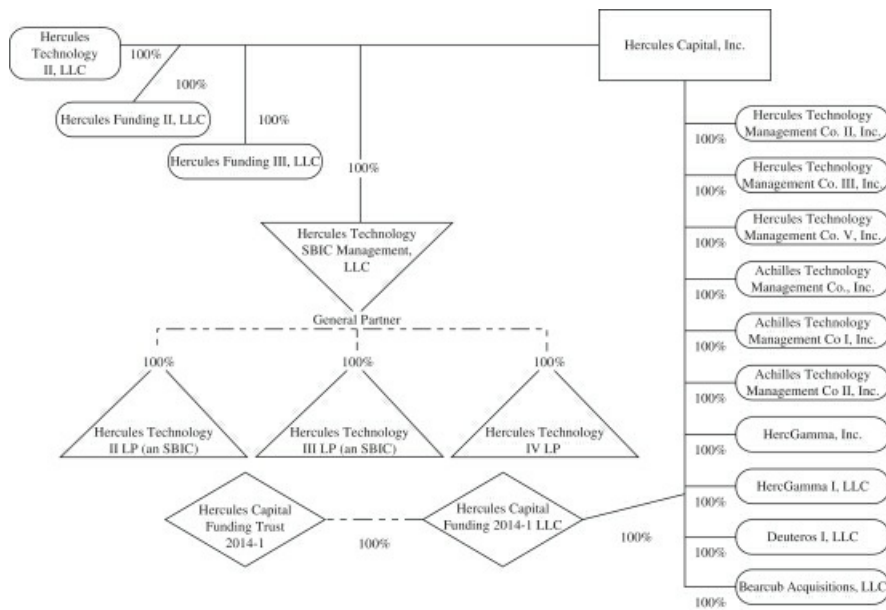 Hercules
Technology
II, LLC
100%
Hercules Capital, Inc.
100%
Hercules Funding II, LLC
100%
Hercules Funding III, LLC
100%
Hercules Technology
Management Co. II, Inc.
100%
Hercules Technology
Management Co. III, Inc.
100%
Hercules Technology
Management Co. V, Inc.
100%
Achilles Technology
Management Co., Inc.
100%
Achilles Technology
Management Co I, Inc.
100%
Achilles Technology
Management Co II, Inc.
100%
HercGamma, Inc.
100%
HercGamma I, LLC
100%
Deuteros I, LLC
100%
Bearcub Acquisitions, LLC
100%
Hercules Technology
SBIC Management,
LLC
General Partner
100%
100%
100%
Hercules Technology
II LP (an SBIC)
Hercules Technology
III LP (an SBIC)
Hercules Technology
IV LP
Hercules Capital
Funding Trust
2014-1
100%
Hercules Capital
Funding 2014-1 LLC
100%